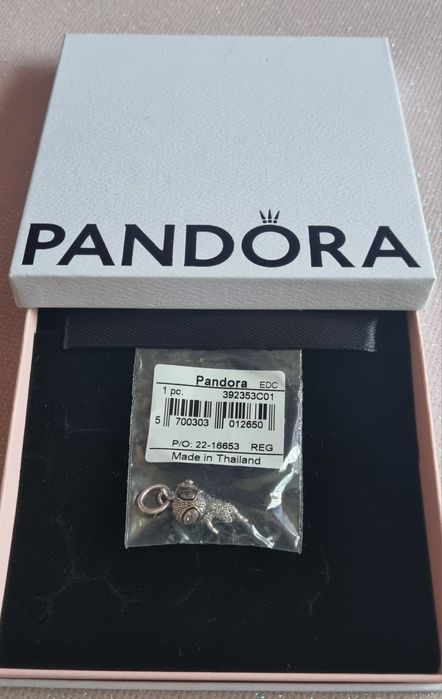 PANDORA
Pandora EDC
1 pc. 392353C01
5 700303 012650
P/O: 22-16653 REG
Made in Thailand